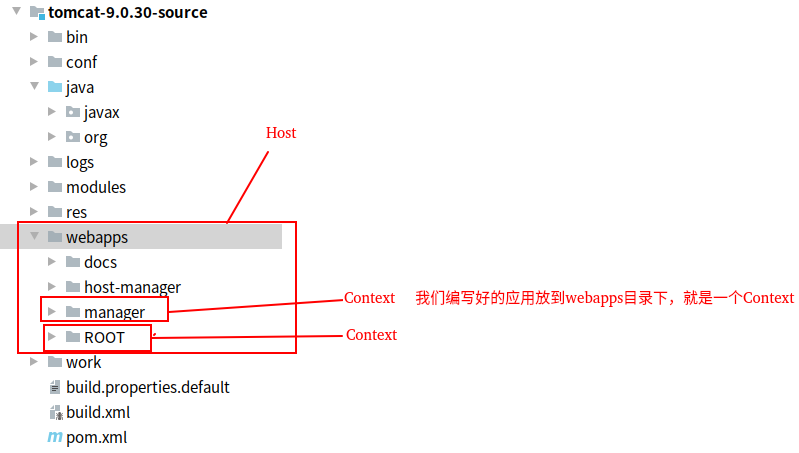 tomcat-9.0.30-source
bin
conf
java
javax
org
Host
logs
modules
res
webapps
docs
host-manager
manager
Context 我们编写好的应用放到webapps目录下，就是一个Context
ROOT
Context
work
build.properties.default
build.xml
m pom.xml